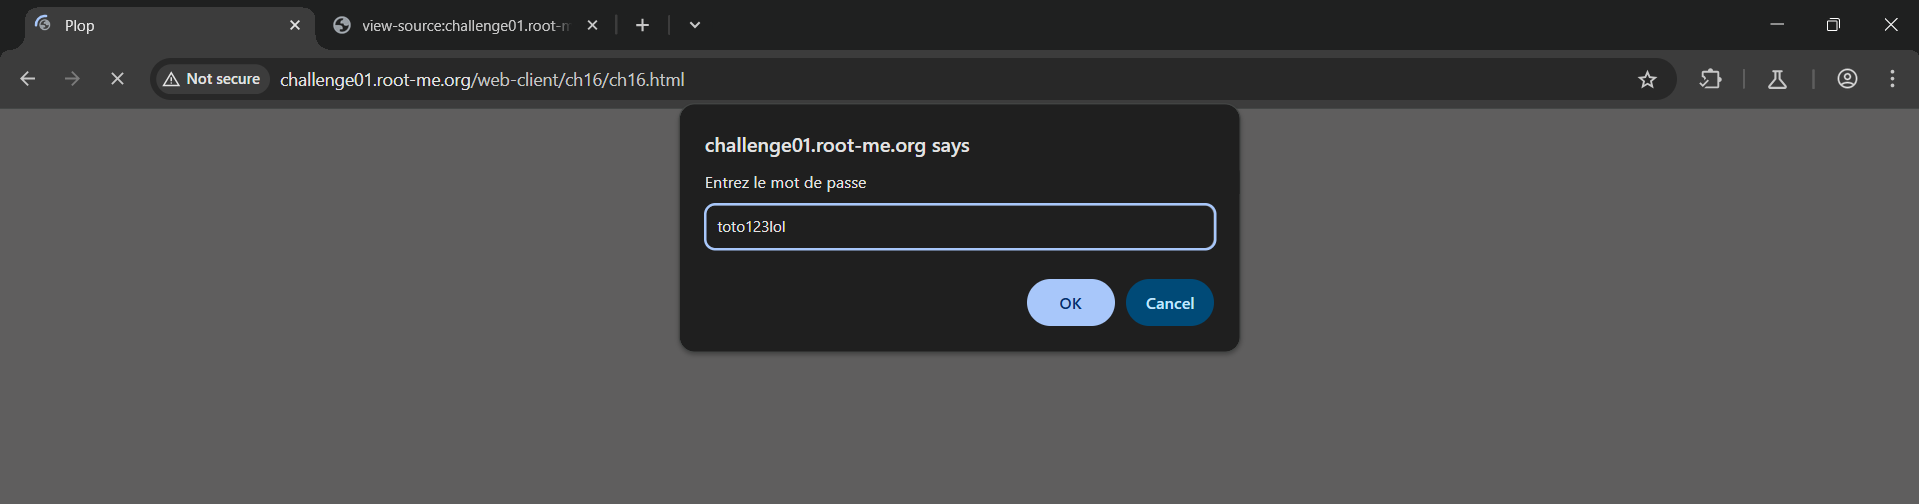 Plop
view-source:challenge01.root-m
Not secure
challenge01.root-me.org/web-client/ch16/ch16.html
challenge01.root-me.org says
Entrez le mot de passe
toto123lol
OK Cancel